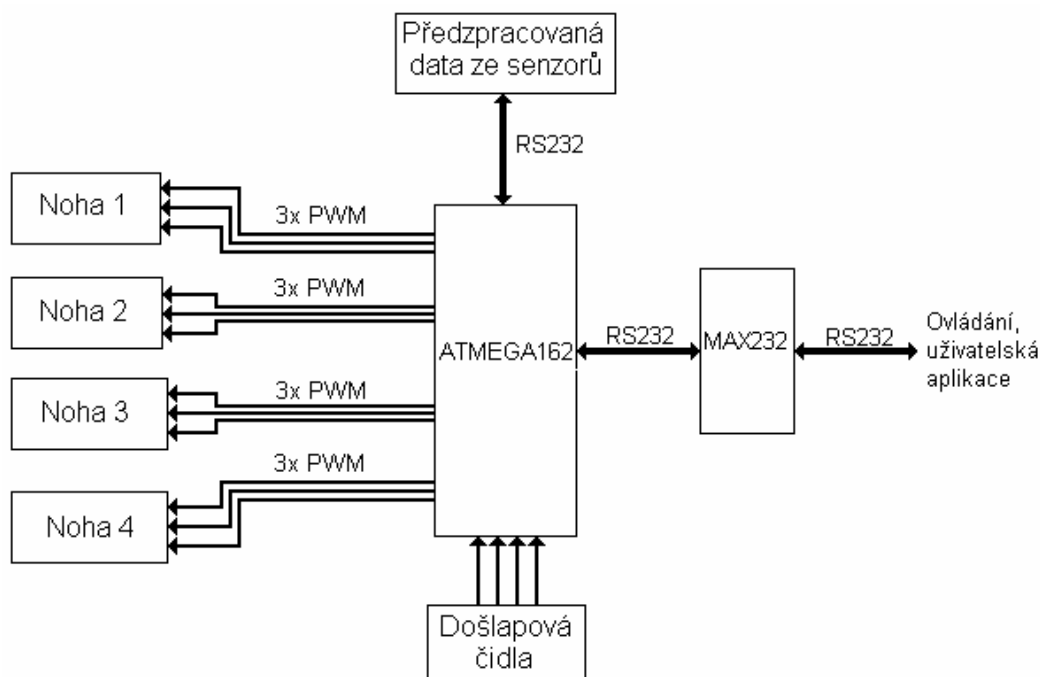 Předzpracovaná
data ze senzorů
RS232
Noha 1
3x PWM
Noha 2
3x PWM
Noha 3
3x PWM
Noha 4
3x PWM
ATMEGA162
RS232
MAX232
RS232
Ovládání,
uživatelská
aplikace
Došlapová
čidla